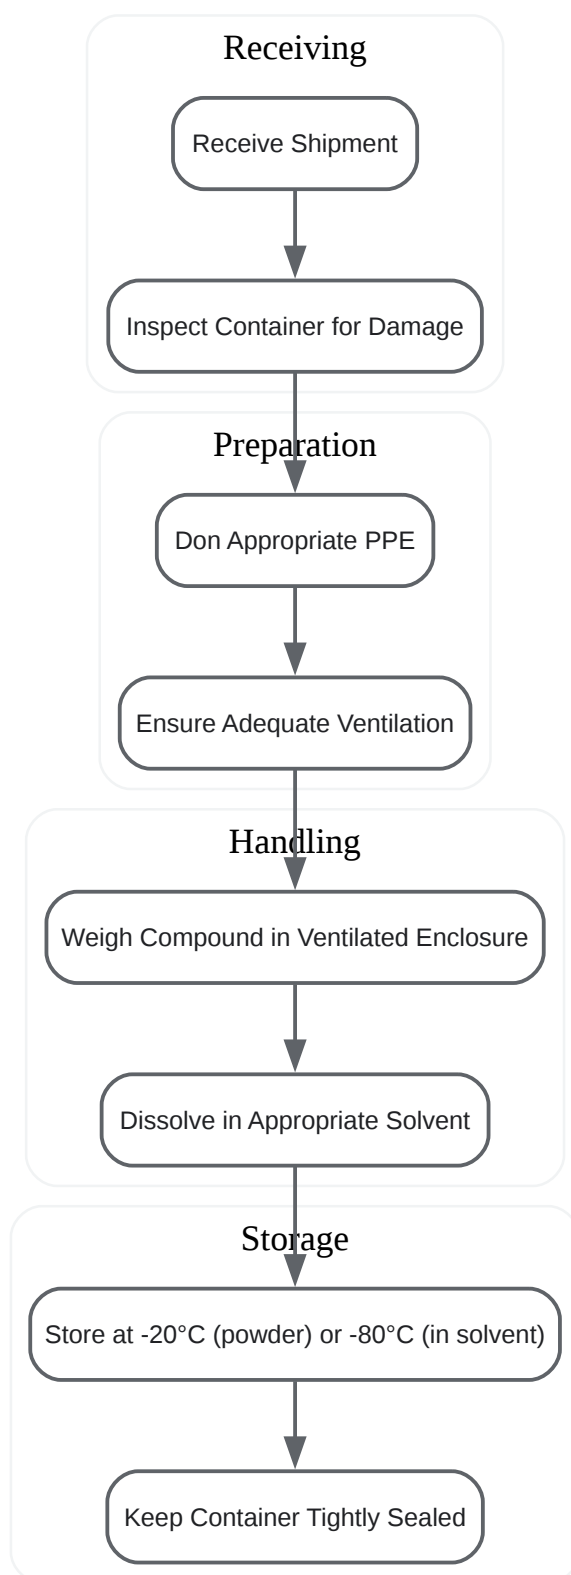 Receiving
Receive Shipment
Inspect Container for Damage
Preparation
Don Appropriate PPE
Ensure Adequate Ventilation
Handling
Weigh Compound in Ventilated Enclosure
Dissolve in Appropriate Solvent
Storage
Store at -20°C (powder) or -80°C (in solvent)
Keep Container Tightly Sealed